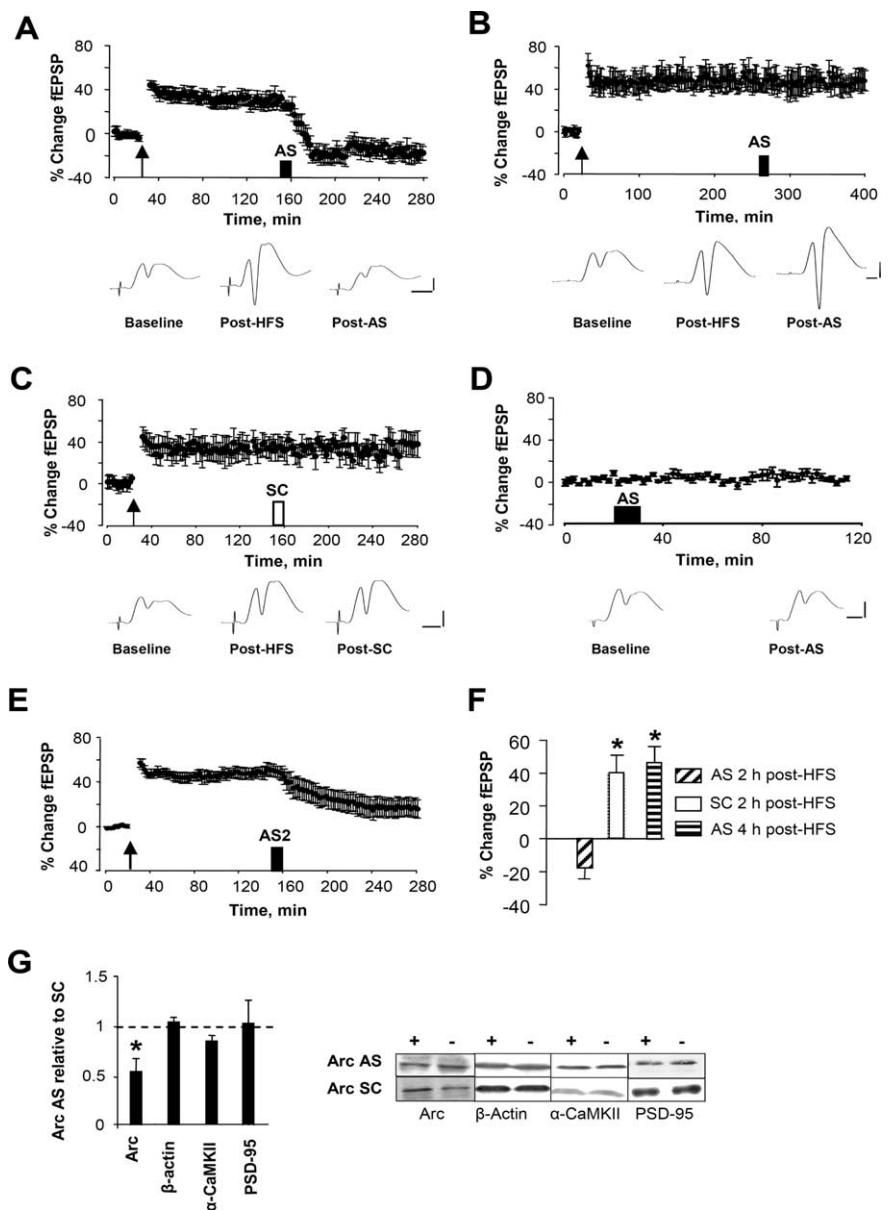 A
% Change fEPSP
80
40
0
-40
AS
0 40 80 120 160 200 240 280
Time, min
Baseline Post-HFS Post-AS
B
% Change fEPSP
80
40
0
-40
AS
0 100 200 300 400
Time, min
Baseline Post-HFS Post-AS
C
% Change fEPSP
80
40
0
-40
SC
0 40 80 120 160 200 240 280
Time, min
Baseline Post-HFS Post-SC
D
% Change fEPSP
80
40
0
-40
AS
0 40 80 120
Time, min
Baseline Post-AS
E
% Change fEPSP
80
40
0
40
AS2
0 40 80 120 160 200 240 280
Time, min
F
% Change fEPSP
60
40
20
0
-20
-40
* *
AS 2 h post-HFS
SC 2 h post-HFS
AS 4 h post-HFS
G
Arc AS relative to SC
1.5
1
0.5
0
*
Arc β-actin α-CaMKII PSD-95
+ - + - + - + -
Arc AS
Arc SC
Arc β-Actin α-CaMKII PSD-95